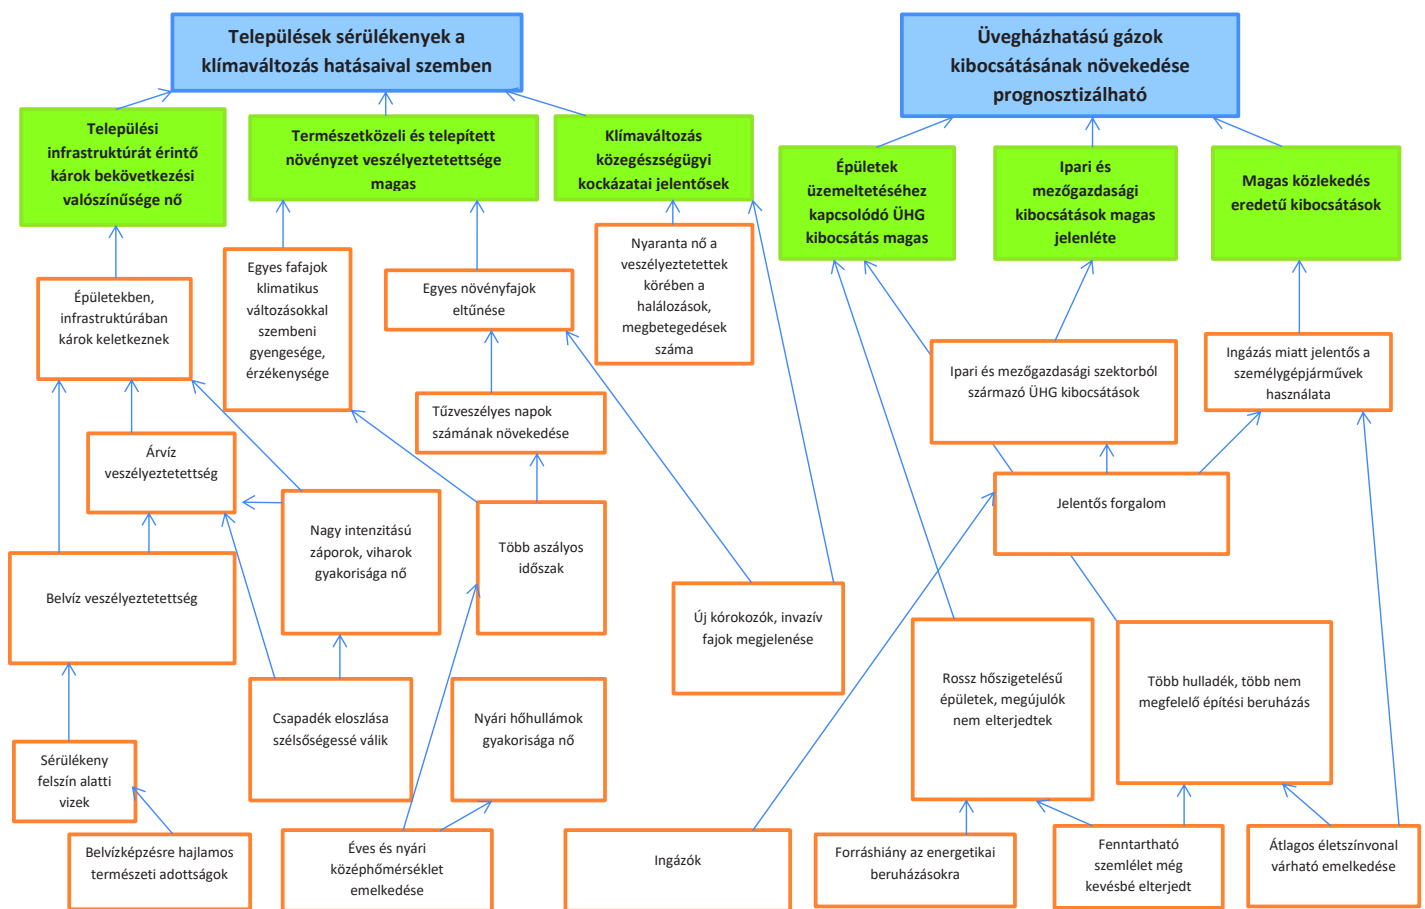 Települések sérülékenyek a
klímaváltozás hatásaival szemben
Üvegházhatású gázok
kibocsátásának növekedése
prognosztizálható
Települési
infrastruktúrát érintő
károk bekövetkezési
valószínűsége nő
Természetközeli és telepített
növényzet veszélyeztetettsége
magas
Klímaváltozás
közegészségügyi
kockázatai jelentősek
Épületek
üzemeltetéséhez
kapcsolódó ÜHG
kibocsátás magas
Ipari és
mezőgazdasági
kibocsátások magas
jelenléte
Magas közlekedés
eredetű kibocsátások
Épületekben,
infrastruktúrában
károk keletkeznek
Egyes fafajok
klimatikus
változásokkal
szembeni
gyengesége,
érzékenysége
Egyes növényfajok
eltűnése
Nyaranta nő a
veszélyeztetettek
körében a
halálozások,
megbetegedések
száma
Ipari és mezőgazdasági szektorból
származó ÜHG kibocsátások
Ingázás miatt jelentős a
személygépjárművek
használata
Tűzveszélyes napok
számának növekedése
Árvíz
veszélyeztetettség
Jelentős forgalom
Nagy intenzitású
záporok, viharok
gyakorisága nő
Több aszályos
időszak
Belvíz veszélyeztetettség
Új kórokozók, invazív
fajok megjelenése
Rossz hőszigetelésű
épületek, megújulók
nem elterjedtek
Több hulladék, több nem
megfelelő építési beruházás
Csapadék eloszlása
szélsőségessé válik
Nyári hőhullámok
gyakorisága nő
Sérülékeny
felszín alatti
vizek
Belvízképzésre hajlamos
természeti adottságok
Éves és nyári
középhőmérséklet
emelkedése
Ingázók
Forráshiány az energetikai
beruházásokra
Fenntartható
szemlélet még
kevésbé elterjedt
Átlagos életszínvonal
várható emelkedése